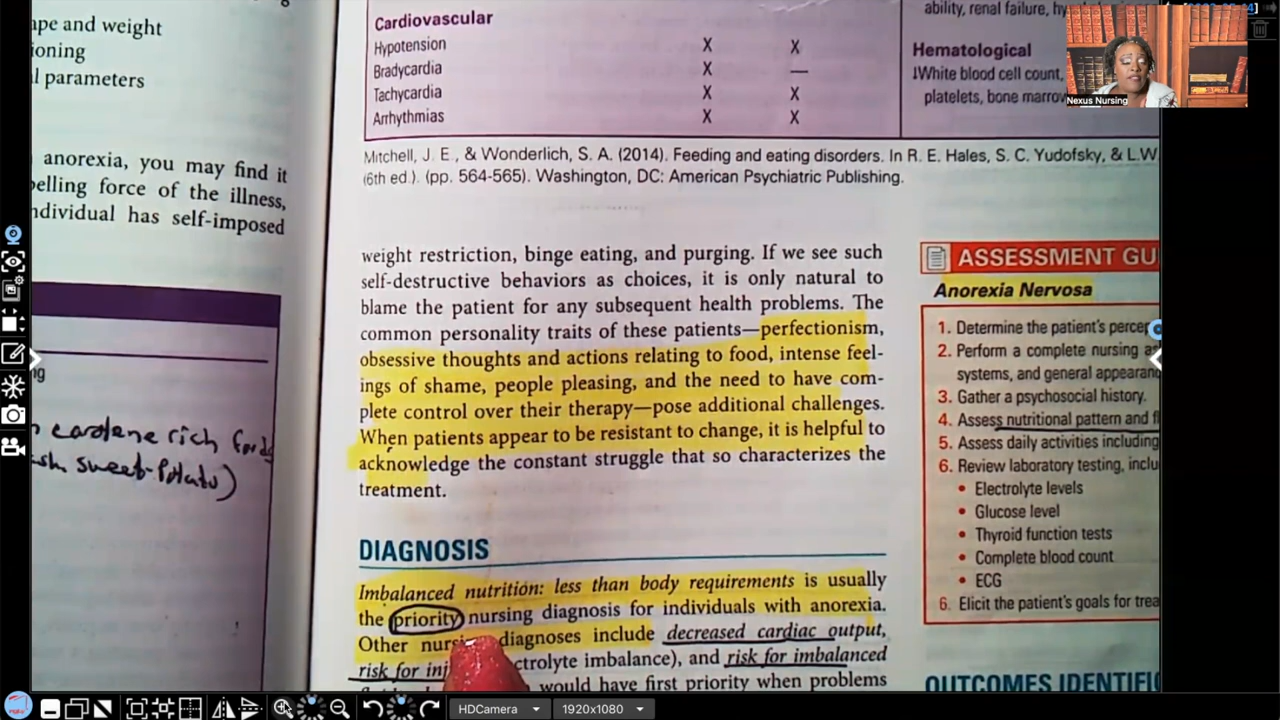 ape and weight
ioning
l parameters
anorexia, you may find it
pelling force of the illness,
ndividual has self-imposed
ng
carotene rich foods
sweet-Potato)
Cardiovascular
Hypotension X X
Bradycardia X —
Tachycardia X X
Arrhythmias X X
Mitchell, J. E., & Wonderlich, S. A. (2014). Feeding and eating disorders. In R. E. Hales, S. C. Yudofsky, & L.W.
(6th ed.). (pp. 564-565). Washington, DC: American Psychiatric Publishing.
weight restriction, binge eating, and purging. If we see such
self-destructive behaviors as choices, it is only natural to
blame the patient for any subsequent health problems. The
common personality traits of these patients—perfectionism,
obsessive thoughts and actions relating to food, intense feel-
ings of shame, people pleasing, and the need to have com-
plete control over their therapy—pose additional challenges.
When patients appear to be resistant to change, it is helpful to
acknowledge the constant struggle that so characterizes the
treatment.
DIAGNOSIS
Imbalanced nutrition: less than body requirements is usually
the priority nursing diagnosis for individuals with anorexia.
Other nursi diagnoses include decreased cardiac output,
risk for inj ctrolyte imbalance), and risk for imbalanced
would have first priority when problems
ability, renal failure, hy
Hematological
↓White blood cell count,
platelets, bone marrow
Nexus Nursing
ASSESSMENT GU
Anorexia Nervosa
1. Determine the patient's percep
2. Perform a complete nursing as
systems, and general appearanc
3. Gather a psychosocial history.
4. Assess nutritional pattern and fl
5. Assess daily activities including
6. Review laboratory testing, inclu
• Electrolyte levels
• Glucose level
• Thyroid function tests
• Complete blood count
• ECG
6. Elicit the patient's goals for trea
OUTCOMES IDENTIFI
HDCamera
1920x1080